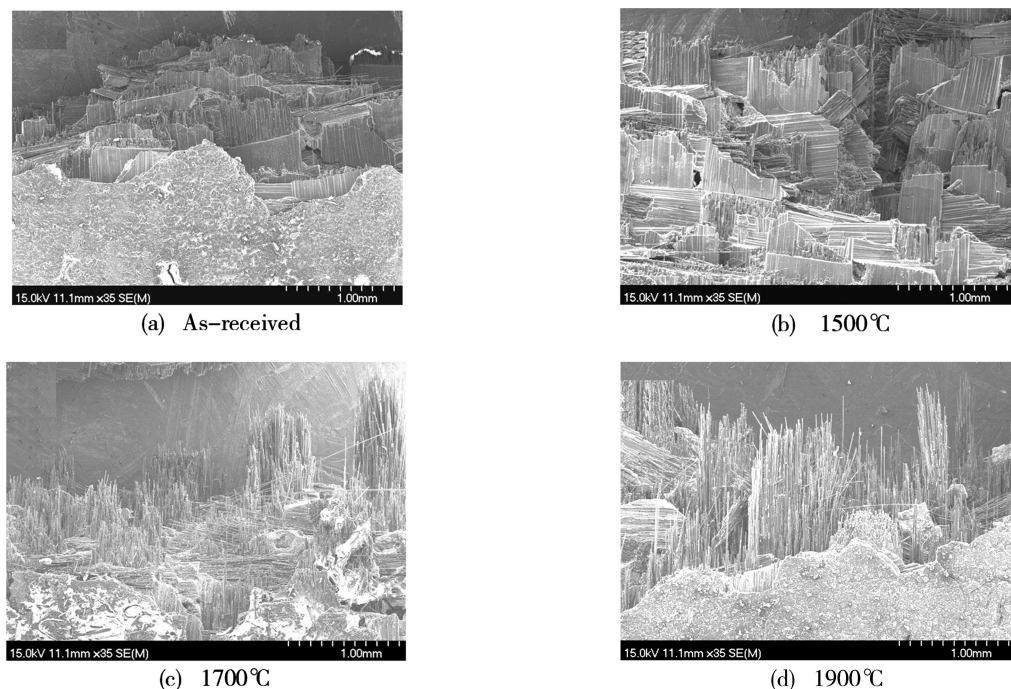 15.0kV 11.1mm x35 SE(M) 1.00mm
(a) As-received
15.0kV 11.1mm x35 SE(M) 1.00mm
(b) 1500℃
15.0kV 11.1mm x35 SE(M) 1.00mm
(c) 1700℃
15.0kV 11.1mm x35 SE(M) 1.00mm
(d) 1900℃